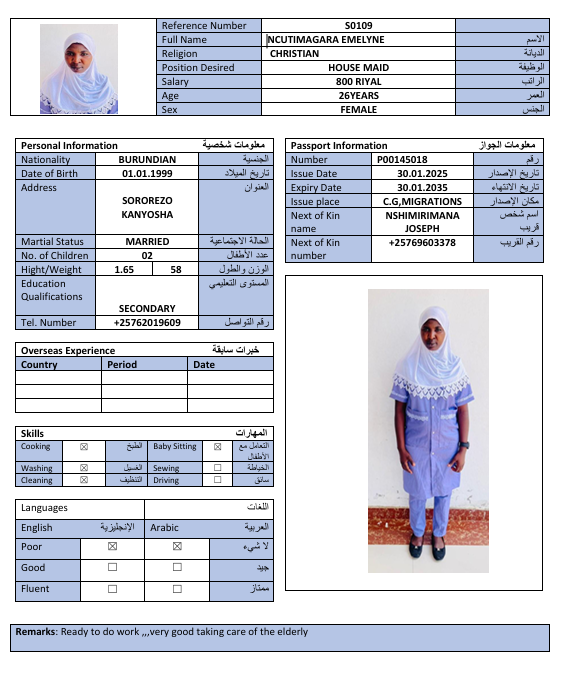 Reference Number S0109
Full Name NCUTIMAGARA EMELYNE الاسم
Religion CHRISTIAN الديانة
Position Desired HOUSE MAID الوظيفة
Salary 800 RIYAL الراتب
Age 26YEARS العمر
Sex FEMALE الجنس
Personal Information معلومات شخصية
Nationality BURUNDIAN الجنسية
Date of Birth 01.01.1999 تاريخ الميلاد
Address العنوان
SOROREZO
KANYOSHA
Martial Status MARRIED الحالة الاجتماعية
No. of Children 02 عدد الأطفال
Hight/Weight 1.65 58 الوزن والطول
Education المستوى التعليمي
Qualifications
SECONDARY
Tel. Number +25762019609 رقم التواصل
Passport Information معلومات الجواز
Number P00145018 رقم
Issue Date 30.01.2025 تاريخ الإصدار
Expiry Date 30.01.2035 تاريخ الانتهاء
Issue place C.G,MIGRATIONS مكان الإصدار
Next of Kin NSHIMIRIMANA اسم شخص
name JOSEPH قريب
Next of Kin +25769603378 رقم القريب
number
Overseas Experience خبرات سابقة
Country Period Date
Skills المهارات
Cooking ☒ الطبخ Baby Sitting ☒ التعامل مع
الأطفال
Washing ☒ الغسيل Sewing ☐ الخياطة
Cleaning ☒ التنظيف Driving ☐ سائق
Languages اللغات
English الإنجليزية Arabic العربية
Poor ☒ ☒ لا شيء
Good ☐ ☐ جيد
Fluent ☐ ☐ ممتاز
Remarks: Ready to do work ,,,very good taking care of the elderly